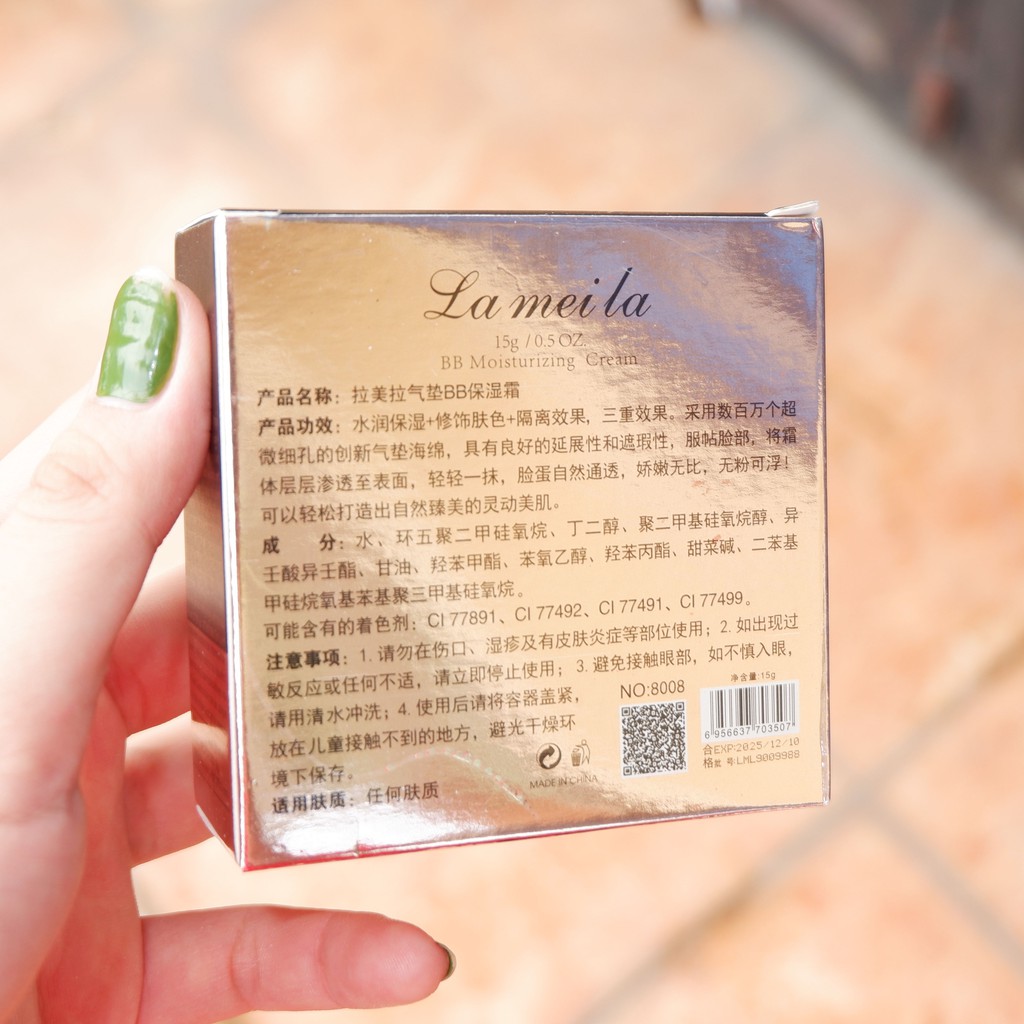 La mei la
15g / 0.5 OZ.
BB Moisturizing Cream
产品名称：拉美拉气垫BB保湿霜
产品功效：水润保湿+修饰肤色+隔离效果，三重效果。采用数百万个超
微细孔的创新气垫海绵，具有良好的延展性和遮瑕性，服帖脸部，将霜
体层层渗透至表面，轻轻一抹，脸蛋自然通透，娇嫩无比，无粉可浮！
可以轻松打造出自然臻美的灵动美肌。
成 分：水、环五聚二甲硅氧烷、丁二醇、聚二甲基硅氧烷醇、异
壬酸异壬酯、甘油、羟苯甲酯、苯氧乙醇、羟苯丙酯、甜菜碱、二苯基
甲硅烷氧基苯基聚三甲基硅氧烷。
可能含有的着色剂：CI 77891、CI 77492、CI 77491、CI 77499。
注意事项：1. 请勿在伤口、湿疹及有皮肤炎症等部位使用；2. 如出现过
敏反应或任何不适，请立即停止使用；3. 避免接触眼部，如不慎入眼，
请用清水冲洗；4. 使用后请将容器盖紧，
放在儿童接触不到的地方，避光干燥环
境下保存。
适用肤质：任何肤质
MADE IN CHINA
NO:8008
净含量:15g
6 956637 703507
合格
EXP:2025/12/10
批 号:LML9009988